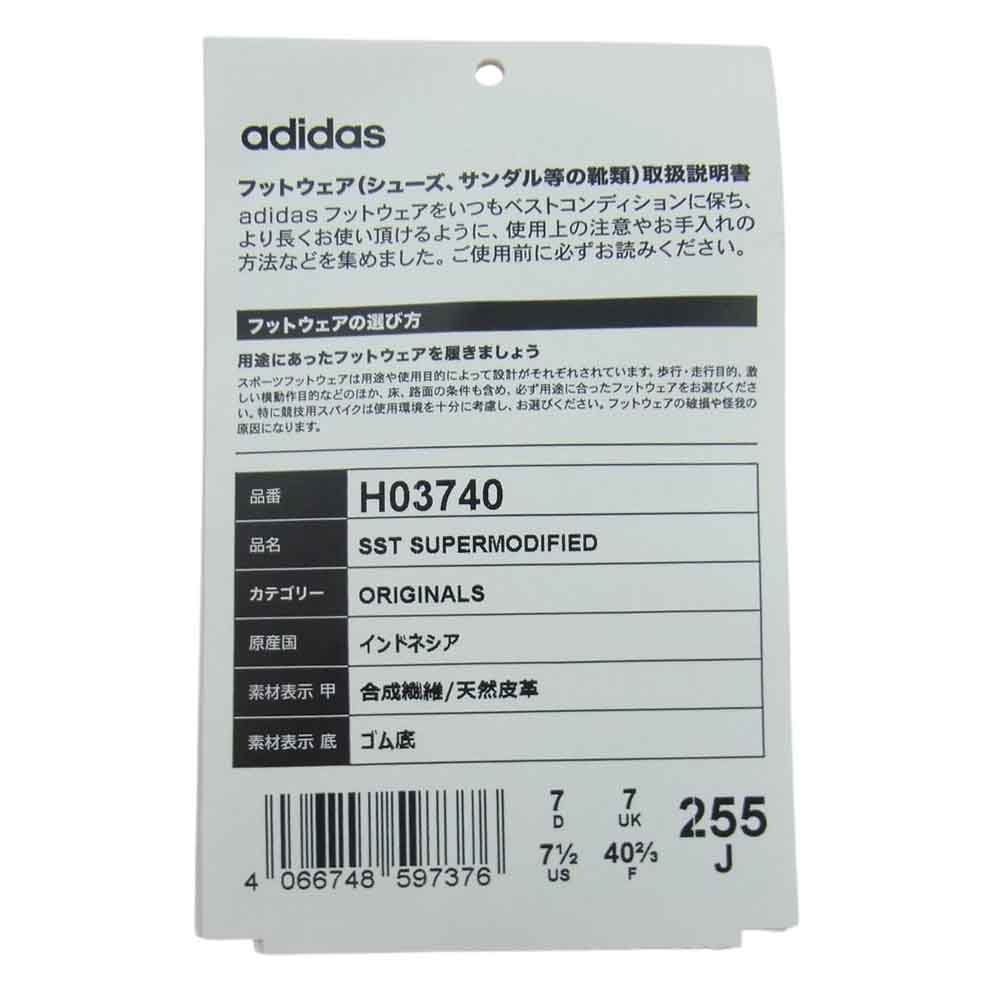 adidas
フットウェア(シューズ、サンダル等の靴類)取扱説明書
adidas フットウェアをいつもベストコンディションに保ち、
より長くお使い頂けるように、使用上の注意やお手入れの
方法などを集めました。ご使用前に必ずお読みください。
フットウェアの選び方
用途にあったフットウェアを履きましょう
スポーツフットウェアは用途や使用目的によって設計がそれぞれされています。歩行・走行目的、激
しい横動作目的などのほか、床、路面の条件も含め、必ず用途に合ったフットウェアをお選びくださ
い。特に競技用スパイクは使用環境を十分に考慮し、お選びください。フットウェアの破損や怪我の
原因になります。
品番 H03740
品名 SST SUPERMODIFIED
カテゴリー ORIGINALS
原産国 インドネシア
素材表示 甲 合成繊維/天然皮革
素材表示 底 ゴム底
7 7 255
D UK J
7½ 40⅔
US F
4 066748 597376